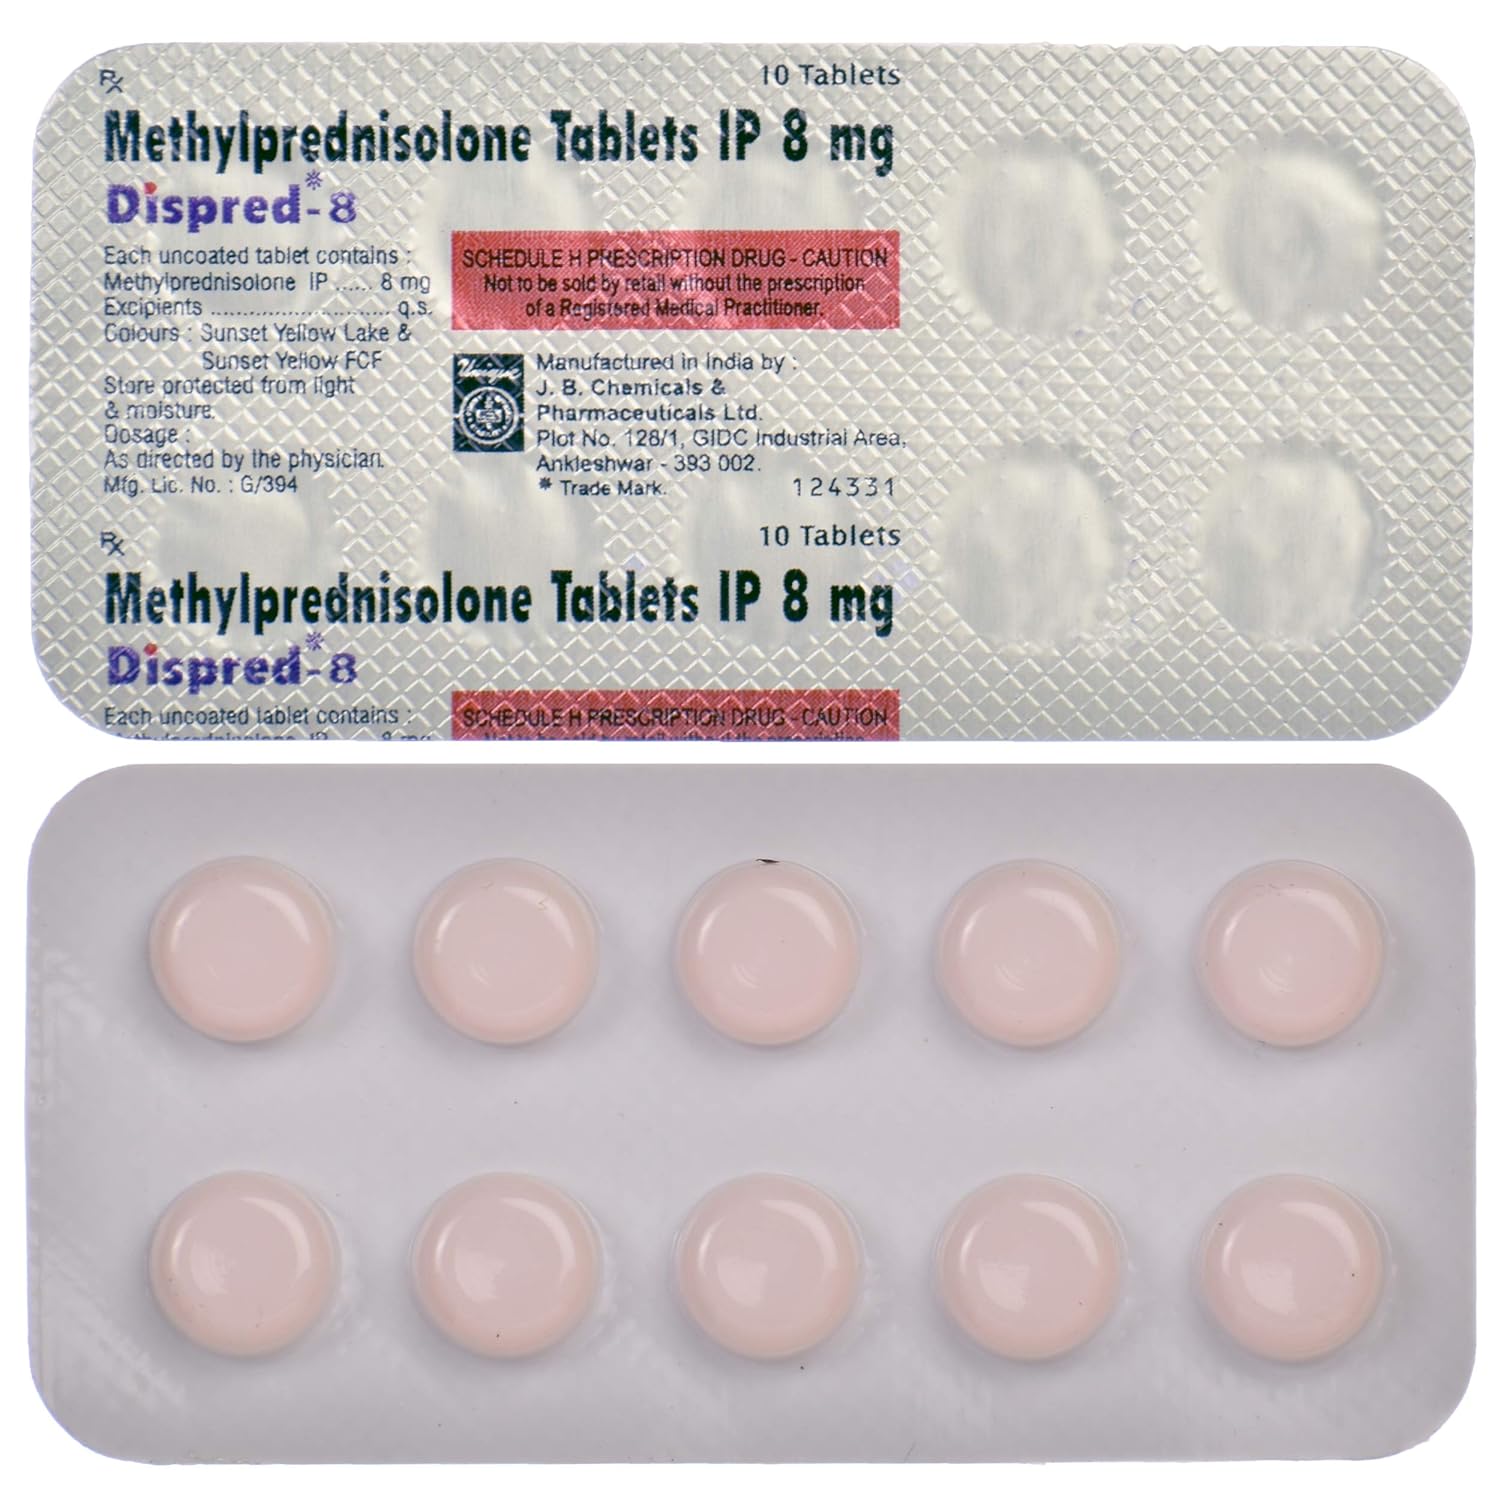 Rx
10 Tablets
Methylprednisolone Tablets IP 8 mg
Dispred*-8
Each uncoated tablet contains :
Methylprednisolone IP ...... 8 mg
Excipients ............................ q.s.
Colours : Sunset Yellow Lake &
Sunset Yellow FCF
Store protected from light
& moisture.
Dosage :
As directed by the physician.
Mfg. Lic. No. : G/394
SCHEDULE H PRESCRIPTION DRUG - CAUTION
Not to be sold by retail without the prescription
of a Registered Medical Practitioner.
Manufactured in India by :
J. B. Chemicals &
Pharmaceuticals Ltd.
Plot No. 128/1, GIDC Industrial Area,
Ankleshwar - 393 002.
* Trade Mark.
124331
Rx
10 Tablets
Methylprednisolone Tablets IP 8 mg
Dispred*-8
Each uncoated tablet contains :
SCHEDULE H PRESCRIPTION DRUG - CAUTION